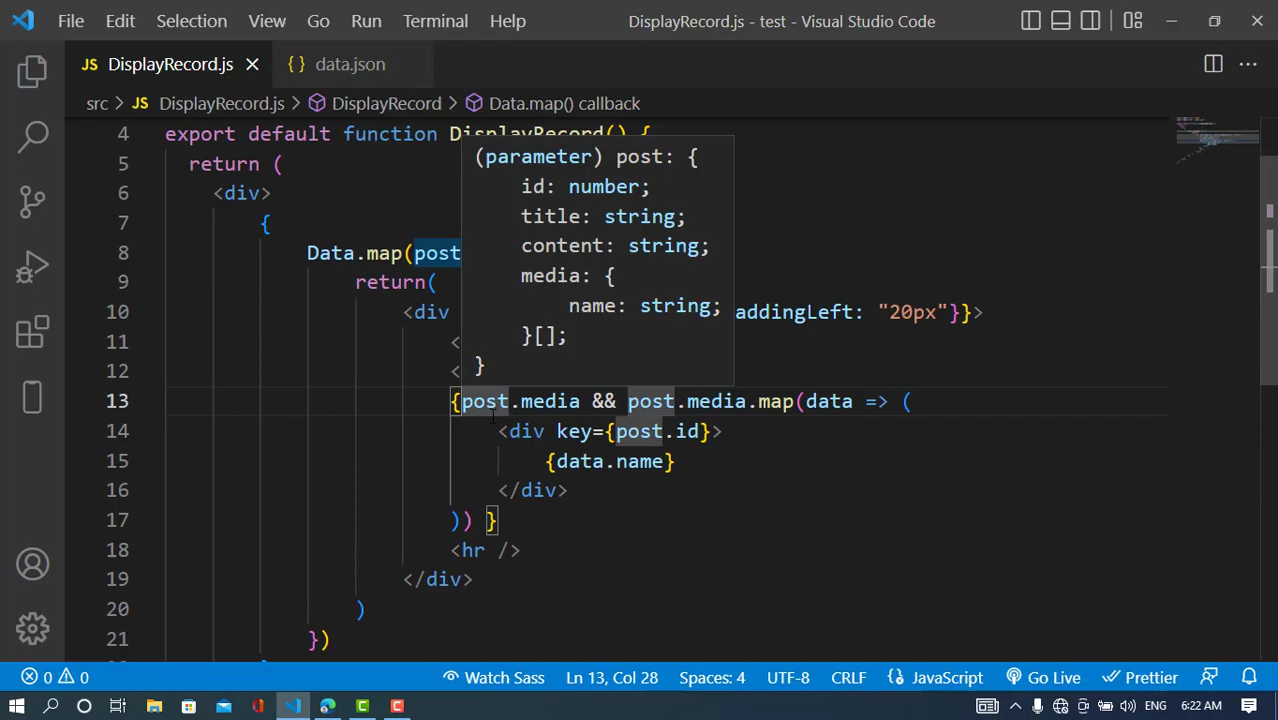 File Edit Selection View Go Run Terminal Help DisplayRecord.js - test - Visual Studio Code
JS DisplayRecord.js {} data.json
src > JS DisplayRecord.js > DisplayRecord > Data.map() callback
4 export default function DisplayRecord() {
5 return (
6 <div>
7 {
8 Data.map(post
9 return(
10 <div addingLeft: "20px"}}>
11 <
12 <
13 {post.media && post.media.map(data => (
14 <div key={post.id}>
15 {data.name}
16 </div>
17 )) }
18 <hr />
19 </div>
20 )
21 })
(parameter) post: {
id: number;
title: string;
content: string;
media: {
name: string;
}[];
}
0 0 Watch Sass Ln 13, Col 28 Spaces: 4 UTF-8 CRLF {} JavaScript Go Live Prettier
ENG 6:22 AM